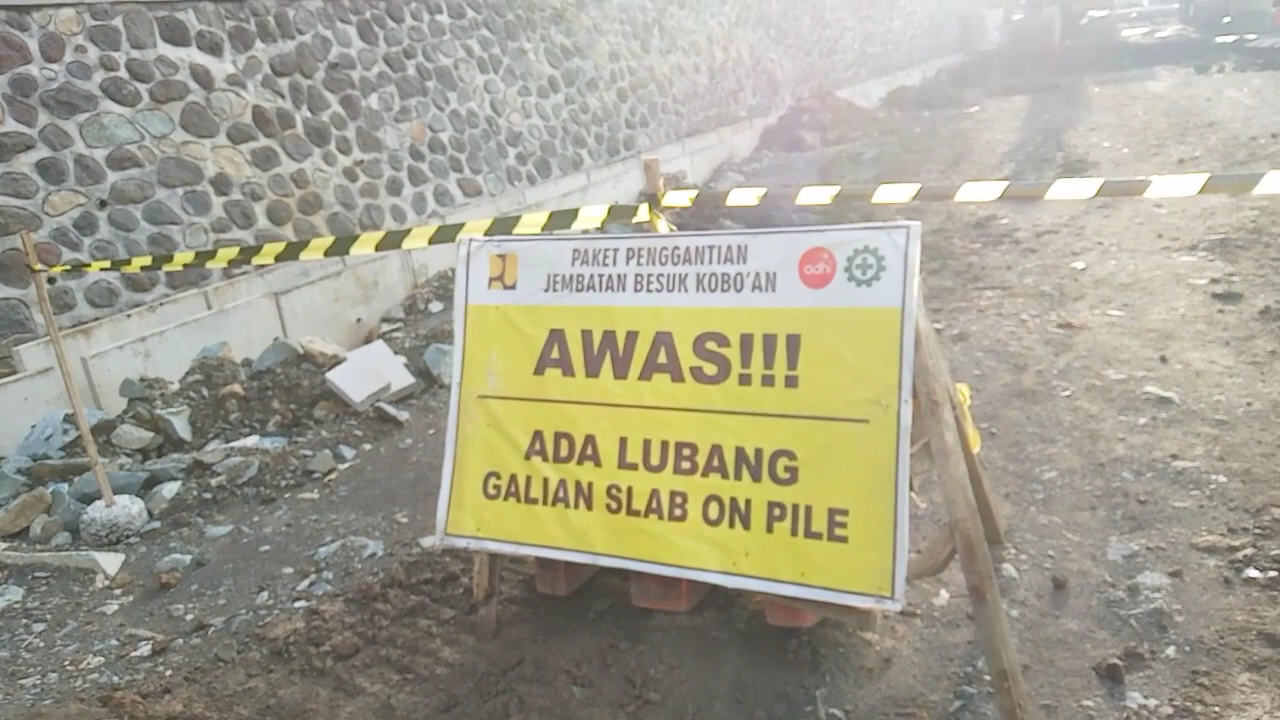 PAKET PENGGANTIAN
JEMBATAN BESUK KOBO'AN
adhi
AWAS!!!
ADA LUBANG
GALIAN SLAB ON PILE